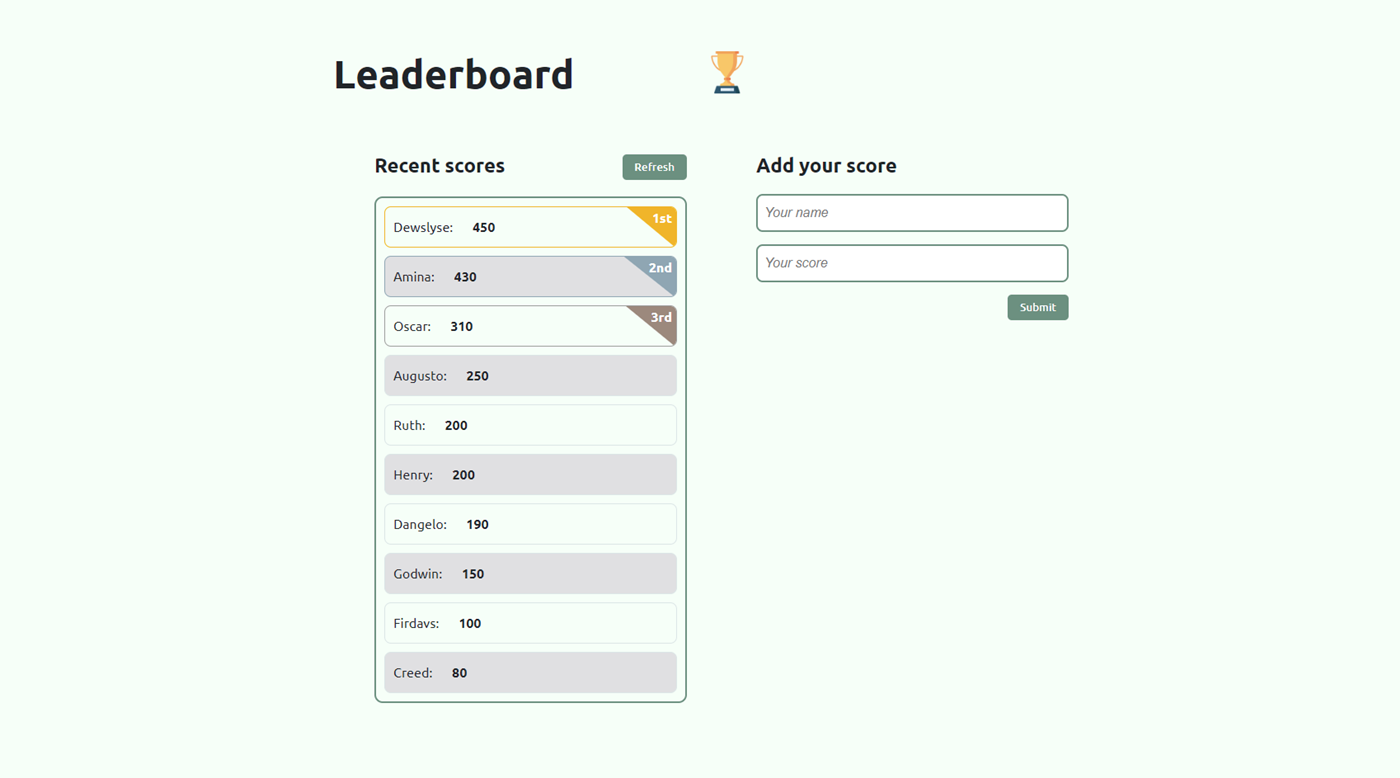 Leaderboard
Recent scores
Refresh
Dewslyse: 450
1st
Amina: 430
2nd
Oscar: 310
3rd
Augusto: 250
Ruth: 200
Henry: 200
Dangelo: 190
Godwin: 150
Firdavs: 100
Creed: 80
Add your score
Your name
Your score
Submit